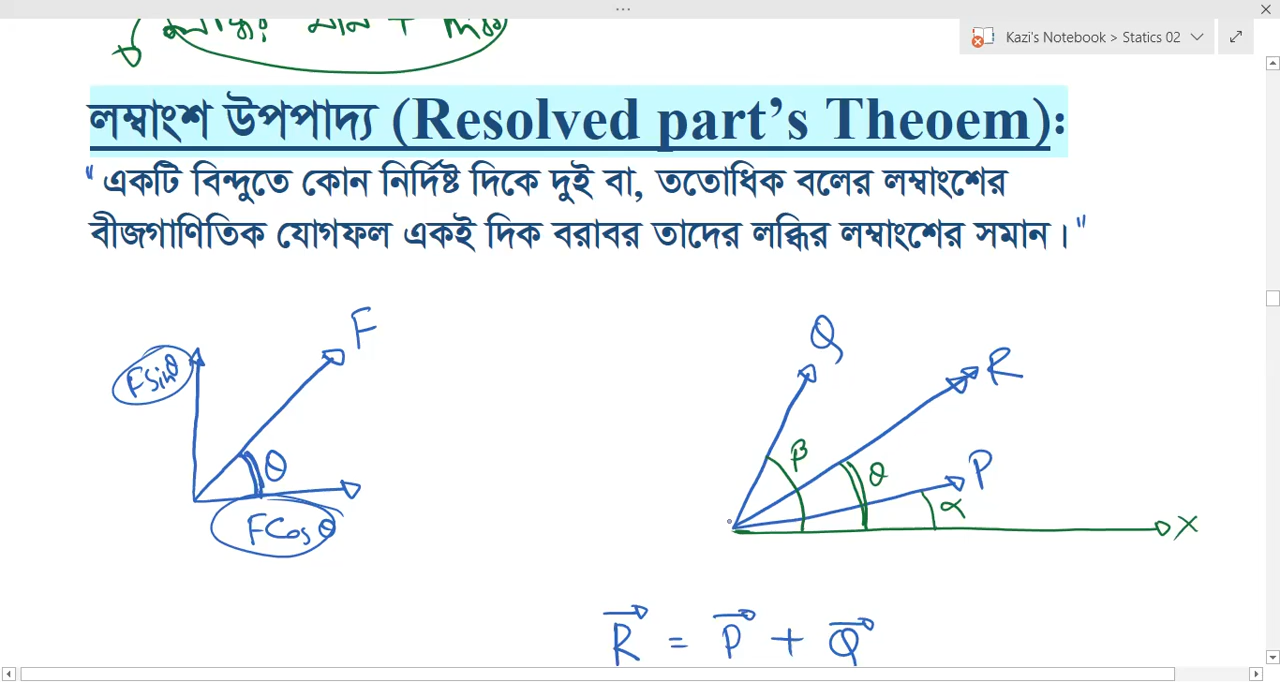 Kazi's Notebook > Statics 02
লম্বাংশ উপপাদ্য (Resolved part's Theoem):
"একটি বিন্দুতে কোন নির্দিষ্ট দিকে দুই বা, ততোধিক বলের লম্বাংশের
বীজগাণিতিক যোগফল একই দিক বরাবর তাদের লব্ধির লম্বাংশের সমান।"
F
FSinθ
θ
FCosθ
Q
R
β
θ
P
α
X
R = P + Q